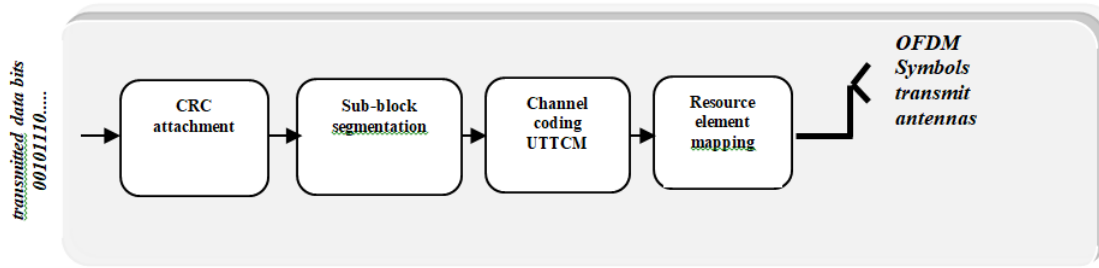 transmitted data bits
00101110.....
CRC
attachment
Sub-block
segmentation
Channel
coding
UTTCM
Resource
element
mapping
OFDM
Symbols
transmit
antennas